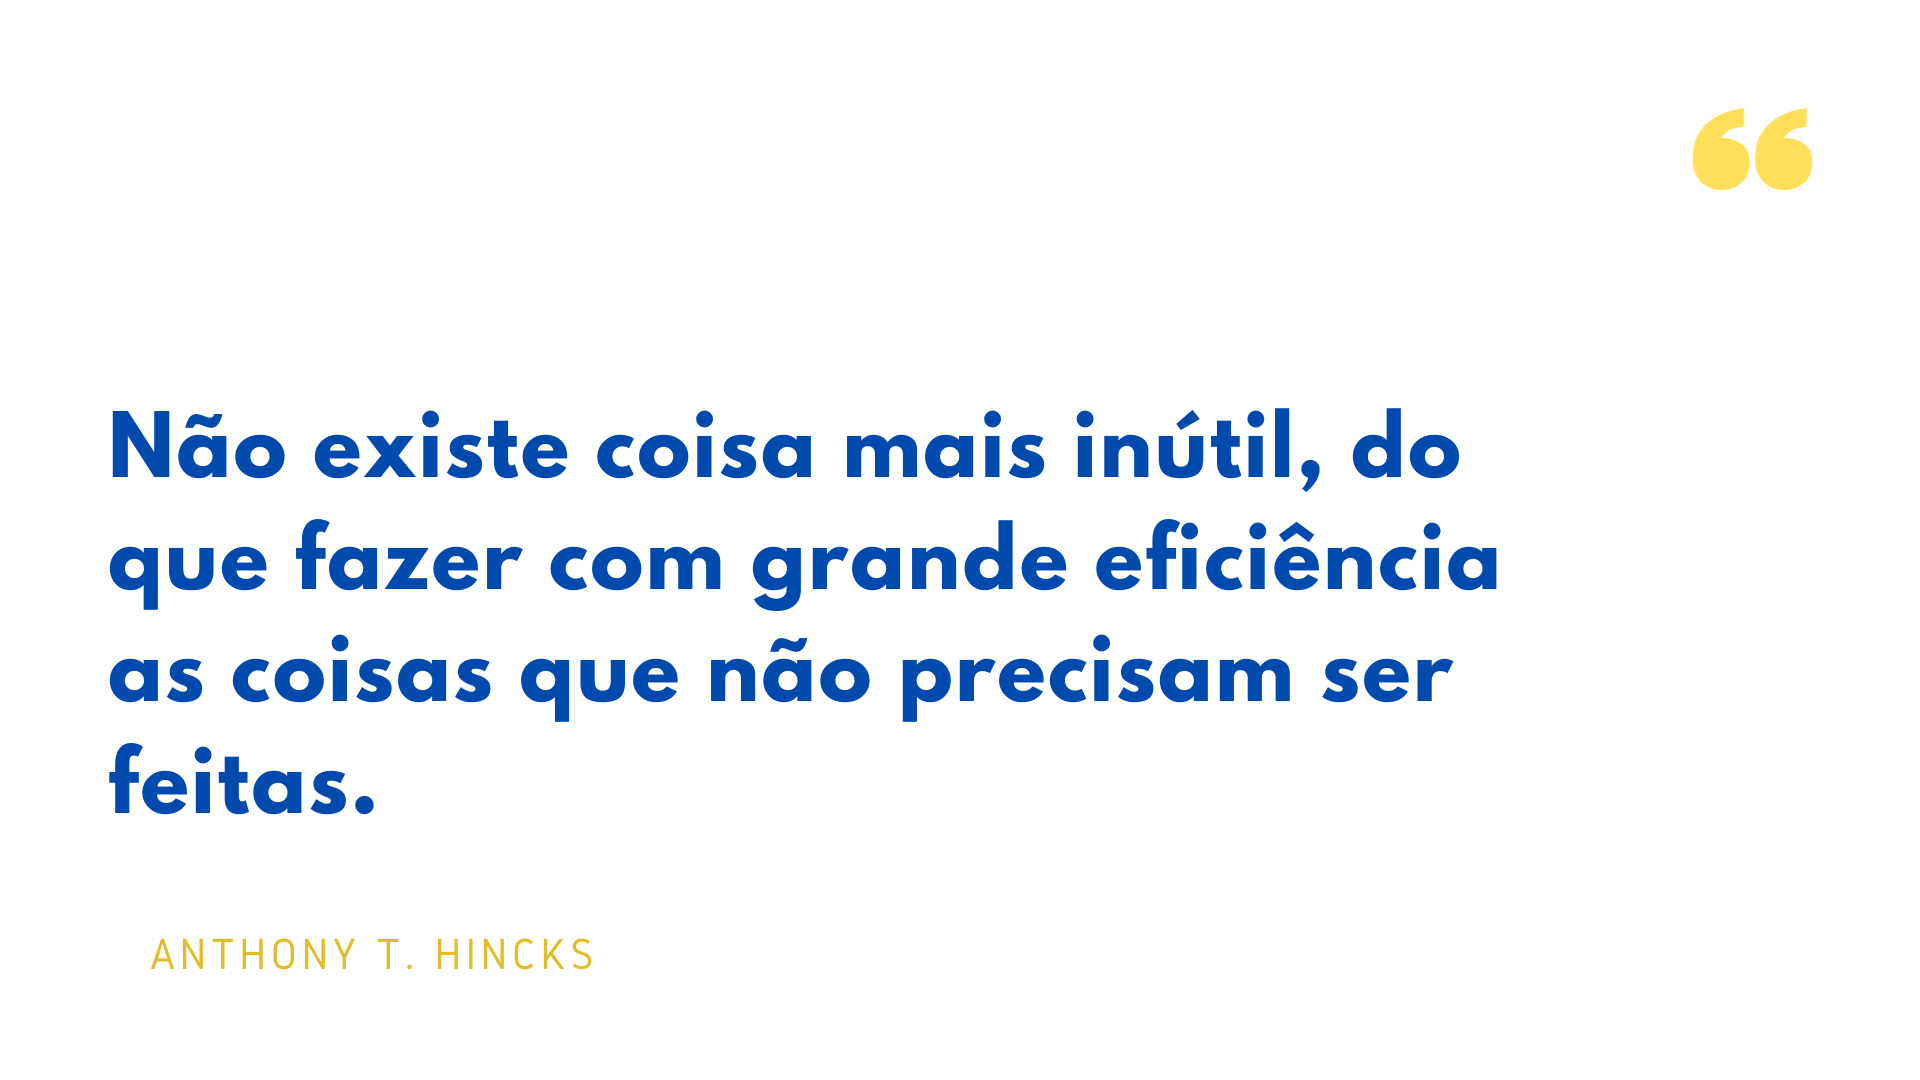 “
Não existe coisa mais inútil, do
que fazer com grande eficiência
as coisas que não precisam ser
feitas.
ANTHONY T. HINCKS